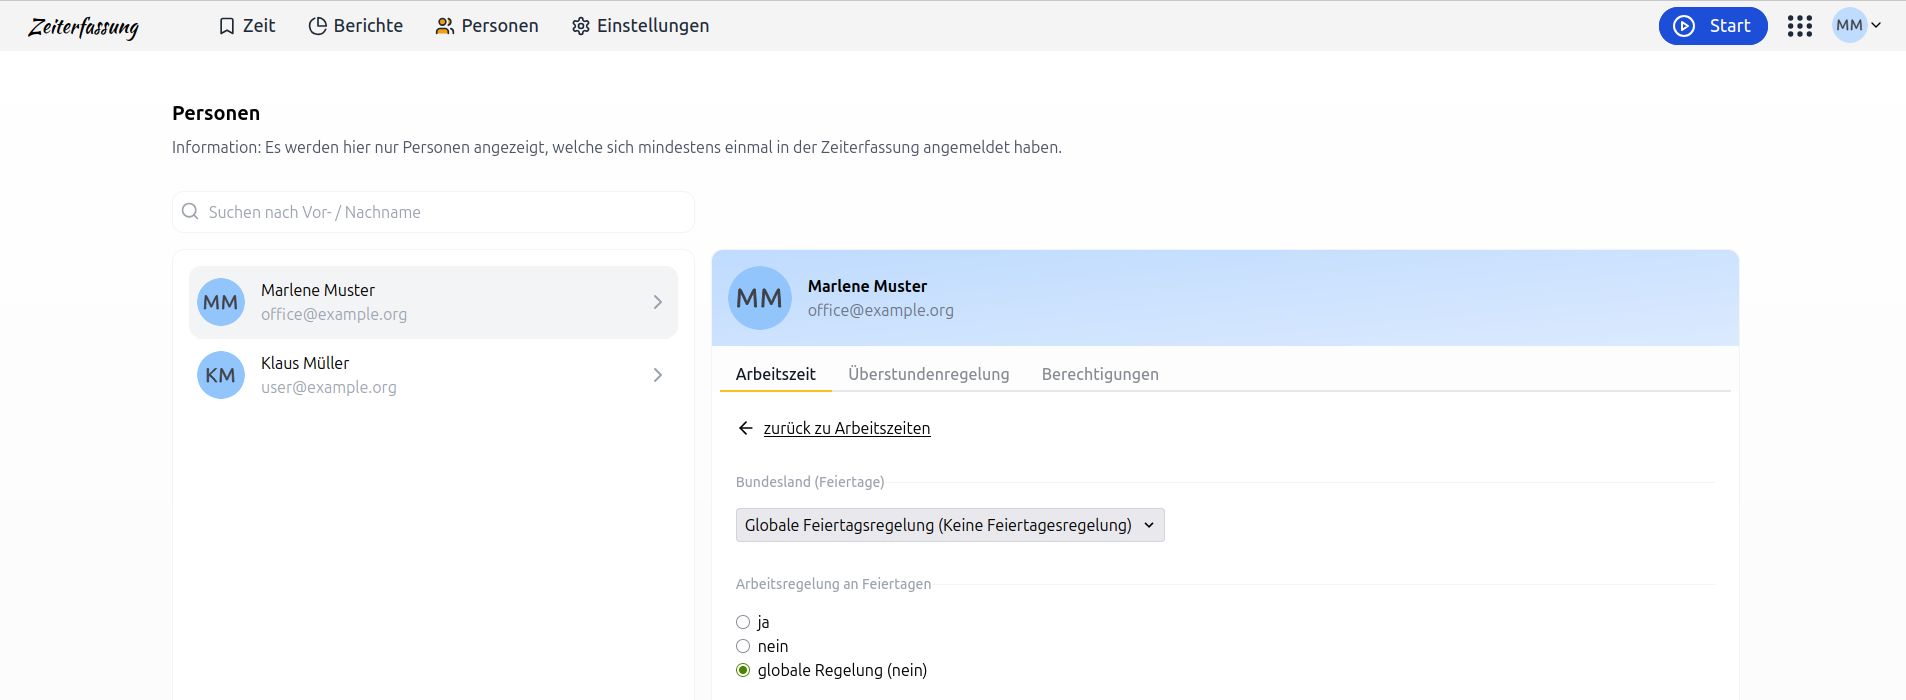 Zeiterfassung Zeit Berichte Personen Einstellungen Start MM
Personen
Information: Es werden hier nur Personen angezeigt, welche sich mindestens einmal in der Zeiterfassung angemeldet haben.
Suchen nach Vor- / Nachname
MM
Marlene Muster
office@example.org
KM
Klaus Müller
user@example.org
MM
Marlene Muster
office@example.org
Arbeitszeit Überstundenregelung Berechtigungen
zurück zu Arbeitszeiten
Bundesland (Feiertage)
Globale Feiertagsregelung (Keine Feiertagesregelung)
Arbeitsregelung an Feiertagen
ja
nein
globale Regelung (nein)